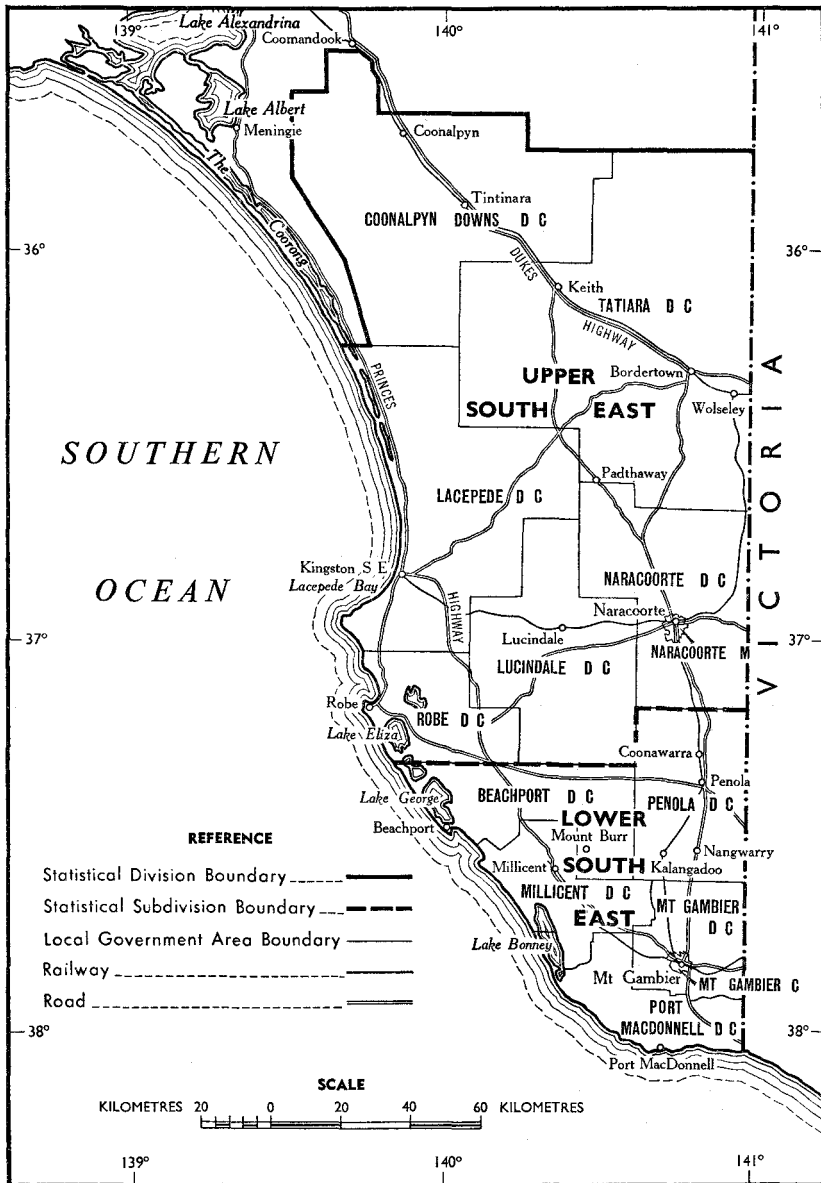 139°
140°
141°
Lake Alexandrina
Coomandook
Lake Albert
Meningie
Coonalpyn
The
Coorong
Tintinara
COONALPYN DOWNS D C
36°
36°
DUKES
Keith
TATIARA D C
HIGHWAY
PRINCES
Bordertown
UPPER
SOUTH EAST
Wolseley
VICTORIA
SOUTHERN
OCEAN
Padthaway
LACEPEDE D C
Kingston S E
Lacepede Bay
NARACOORTE D C
HIGHWAY
Naracoorte
Lucindale
37°
37°
NARACOORTE M
LUCINDALE D C
Robe
ROBE D C
Lake Eliza
Coonawarra
Penola
Lake George
BEACHPORT D C
PENOLA D C
Beachport
LOWER
Mount Burr
Nangwarry
Millicent
SOUTH
Kalangadoo
MILLICENT D C
MT GAMBIER
D C
EAST
Lake Bonney
Mt Gambier
MT GAMBIER C
PORT
MACDONNELL D C
38°
38°
Port MacDonnell
REFERENCE
Statistical Division Boundary
Statistical Subdivision Boundary
Local Government Area Boundary
Railway
Road
SCALE
KILOMETRES 20 0 20 40 60 KILOMETRES
139°
140°
141°